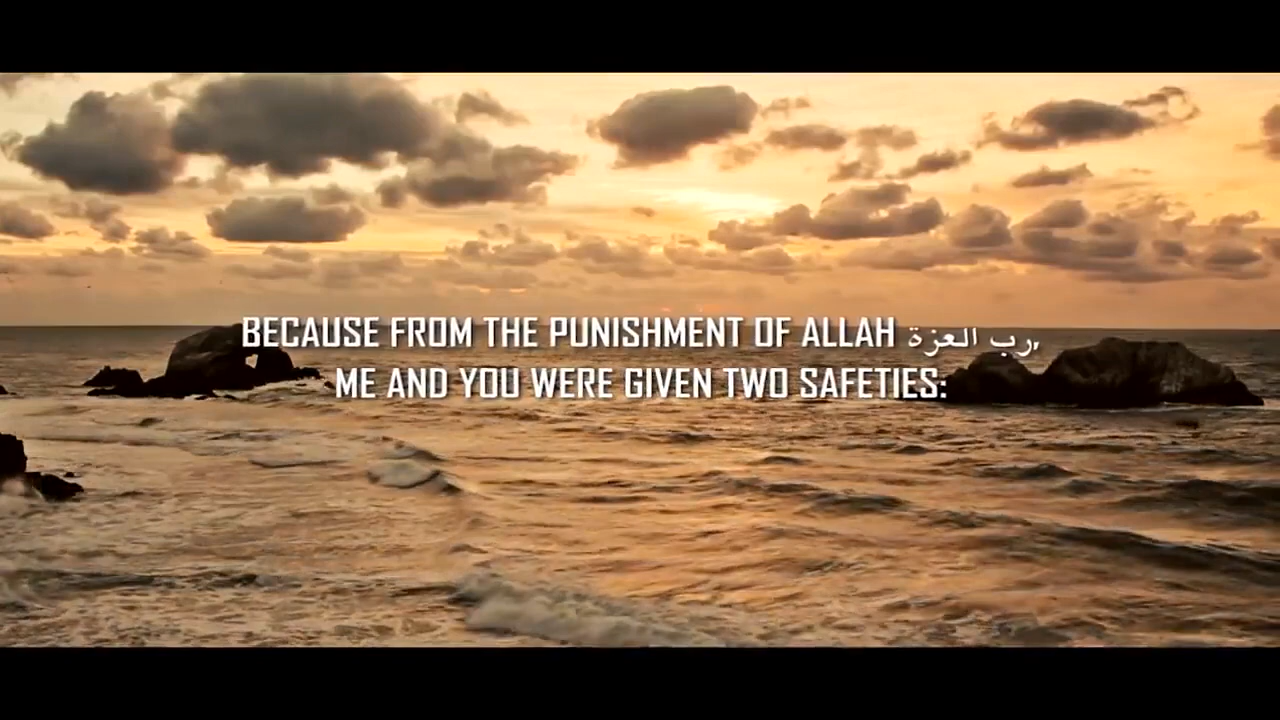 BECAUSE FROM THE PUNISHMENT OF ALLAH رب العزة,
ME AND YOU WERE GIVEN TWO SAFETIES: